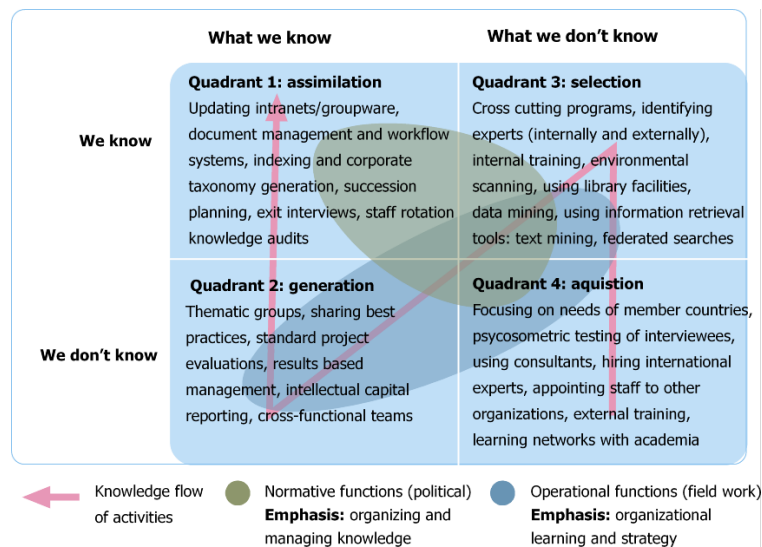 What we know
What we don't know
We know
Quadrant 1: assimilation
Updating intranets/groupware,
document management and workflow
systems, indexing and corporate
taxonomy generation, succession
planning, exit interviews, staff rotation
knowledge audits
Quadrant 3: selection
Cross cutting programs, identifying
experts (internally and externally),
internal training, environmental
scanning, using library facilities,
data mining, using information retrieval
tools: text mining, federated searches
We don't know
Quadrant 2: generation
Thematic groups, sharing best
practices, standard project
evaluations, results based
management, intellectual capital
reporting, cross-functional teams
Quadrant 4: aquistion
Focusing on needs of member countries,
psycosometric testing of interviewees,
using consultants, hiring international
experts, appointing staff to other
organizations, external training,
learning networks with academia
Knowledge flow
of activities
Normative functions (political)
Emphasis: organizing and
managing knowledge
Operational functions (field work)
Emphasis: organizational
learning and strategy